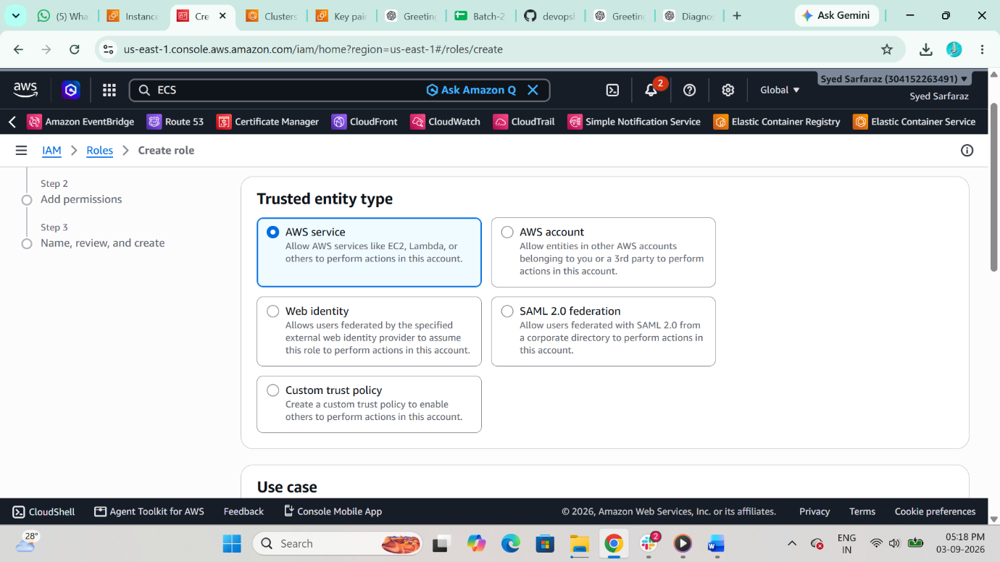 (5) Wha
Instance
Cre
Clusters
Key pair
Greeting
Batch-2
devopsh
Greeting
Diagnos
Ask Gemini
us-east-1.console.aws.amazon.com/iam/home?region=us-east-1#/roles/create
aws
ECS
Ask Amazon Q
2
Global
Syed Sarfaraz (304152263491)
Syed Sarfaraz
Amazon EventBridge
Route 53
Certificate Manager
CloudFront
CloudWatch
CloudTrail
Simple Notification Service
Elastic Container Registry
Elastic Container Service
IAM
Roles
Create role
Step 2
Add permissions
Step 3
Name, review, and create
Trusted entity type
AWS service
Allow AWS services like EC2, Lambda, or
others to perform actions in this account.
AWS account
Allow entities in other AWS accounts
belonging to you or a 3rd party to perform
actions in this account.
Web identity
Allows users federated by the specified
external web identity provider to assume
this role to perform actions in this account.
SAML 2.0 federation
Allow users federated with SAML 2.0 from
a corporate directory to perform actions in
this account.
Custom trust policy
Create a custom trust policy to enable
others to perform actions in this account.
Use case
CloudShell
Agent Toolkit for AWS
Feedback
Console Mobile App
© 2026, Amazon Web Services, Inc. or its affiliates.
Privacy
Terms
Cookie preferences
28°
Search
2
ENG
IN
05:18 PM
03-09-2026